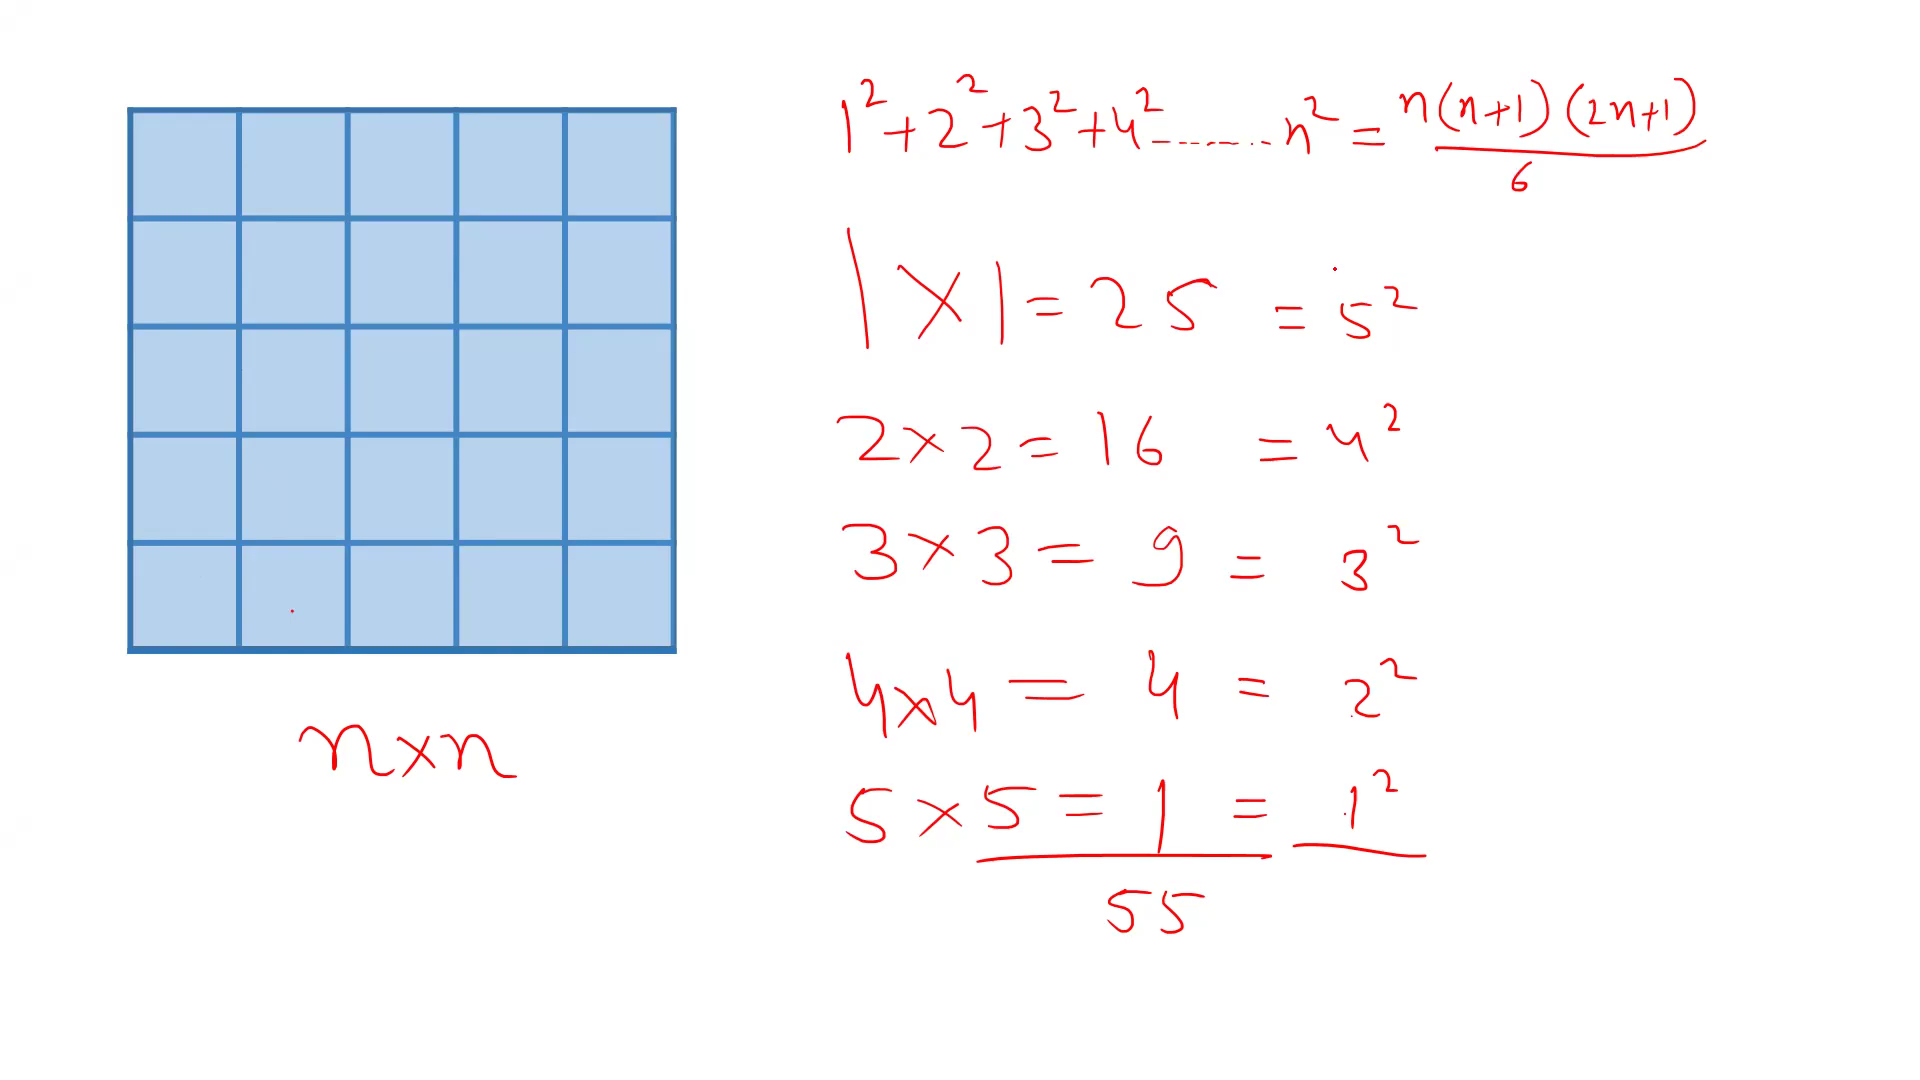 1² + 2² + 3² + 4² ------- n² = n(n+1)(2n+1) / 6
1 × 1 = 25 = 5²
2 × 2 = 16 = 4²
3 × 3 = 9 = 3²
4 × 4 = 4 = 2²
5 × 5 = 1 = 1²
55
n×n